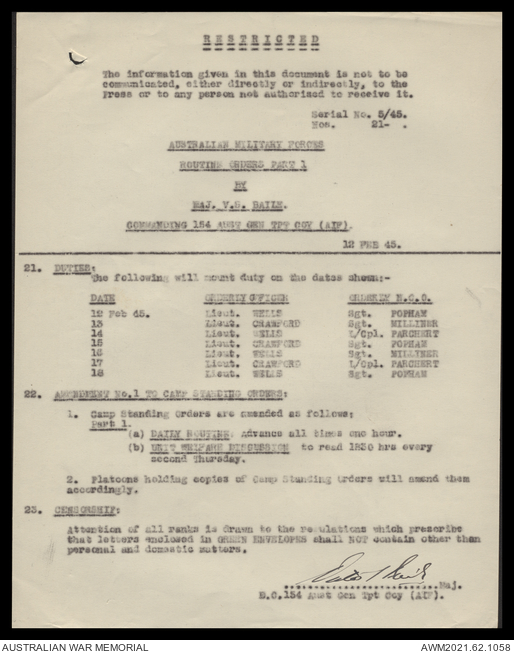 RESTRICTED
The information given in this document is not to be
communicated, either directly or indirectly, to the
Press or to any person not authorised to receive it.
Serial No. 5/45.
Nos. 21- .
AUSTRALIAN MILITARY FORCES
ROUTINE ORDERS PART 1
BY
MAJ. V.S. BAILE.
COMMANDING 154 AUST GEN TPT COY (AIF).
12 FEB 45.
21. DUTIES:
The following will mount duty on the dates shown:-
DATE ORDERLY OFFICER ORDERLY N.C.O.
12 Feb 45. Lieut. WELLS Sgt. POPHAM
13 Lieut. CRAWFORD Sgt. MILLINER
14 Lieut. WELLS L/Cpl. PARCHERT
15 Lieut. CRAWFORD Sgt. POPHAM
16 Lieut. WELLS Sgt. MILLINER
17 Lieut. CRAWFORD L/Cpl. PARCHERT
18 Lieut. WELLS Sgt. POPHAM
22. AMENDMENT No.1 TO CAMP STANDING ORDERS:
1. Camp Standing Orders are amended as follows:
Part 1.
(a) DAILY ROUTINE: Advance all times one hour.
(b) UNIT WELFARE DISCUSSION to read 1830 hrs every
second Thursday.
2. Platoons holding copies of Camp Standing Orders will amend them
accordingly.
23. CENSORSHIP:
Attention of all ranks is drawn to the regulations which prescribe
that letters enclosed in GREEN ENVELOPES shall NOT contain other than
personal and domestic matters.
Maj.
154 Aust Gen Tpt Coy (AIF).
AUSTRALIAN WAR MEMORIAL AWM2021.62.1058